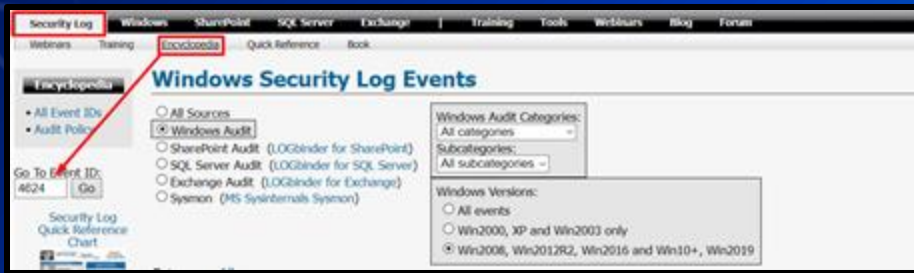 Security Log Windows SharePoint SQL Server Exchange | Training Tools Webinars Blog Forum
Webinars Training Encyclopedia Quick Reference Book
Encyclopedia
• All Event IDs
• Audit Policy
Go To Event ID:
4624 Go
Security Log
Quick Reference
Chart
Windows Security Log Events
All Sources
Windows Audit
SharePoint Audit (LOGbinder for SharePoint)
SQL Server Audit (LOGbinder for SQL Server)
Exchange Audit (LOGbinder for Exchange)
Sysmon (MS Sysinternals Sysmon)
Windows Audit Categories:
All categories
Subcategories:
All subcategories
Windows Versions:
All events
Win2000, XP and Win2003 only
Win2008, Win2012R2, Win2016 and Win10+, Win2019